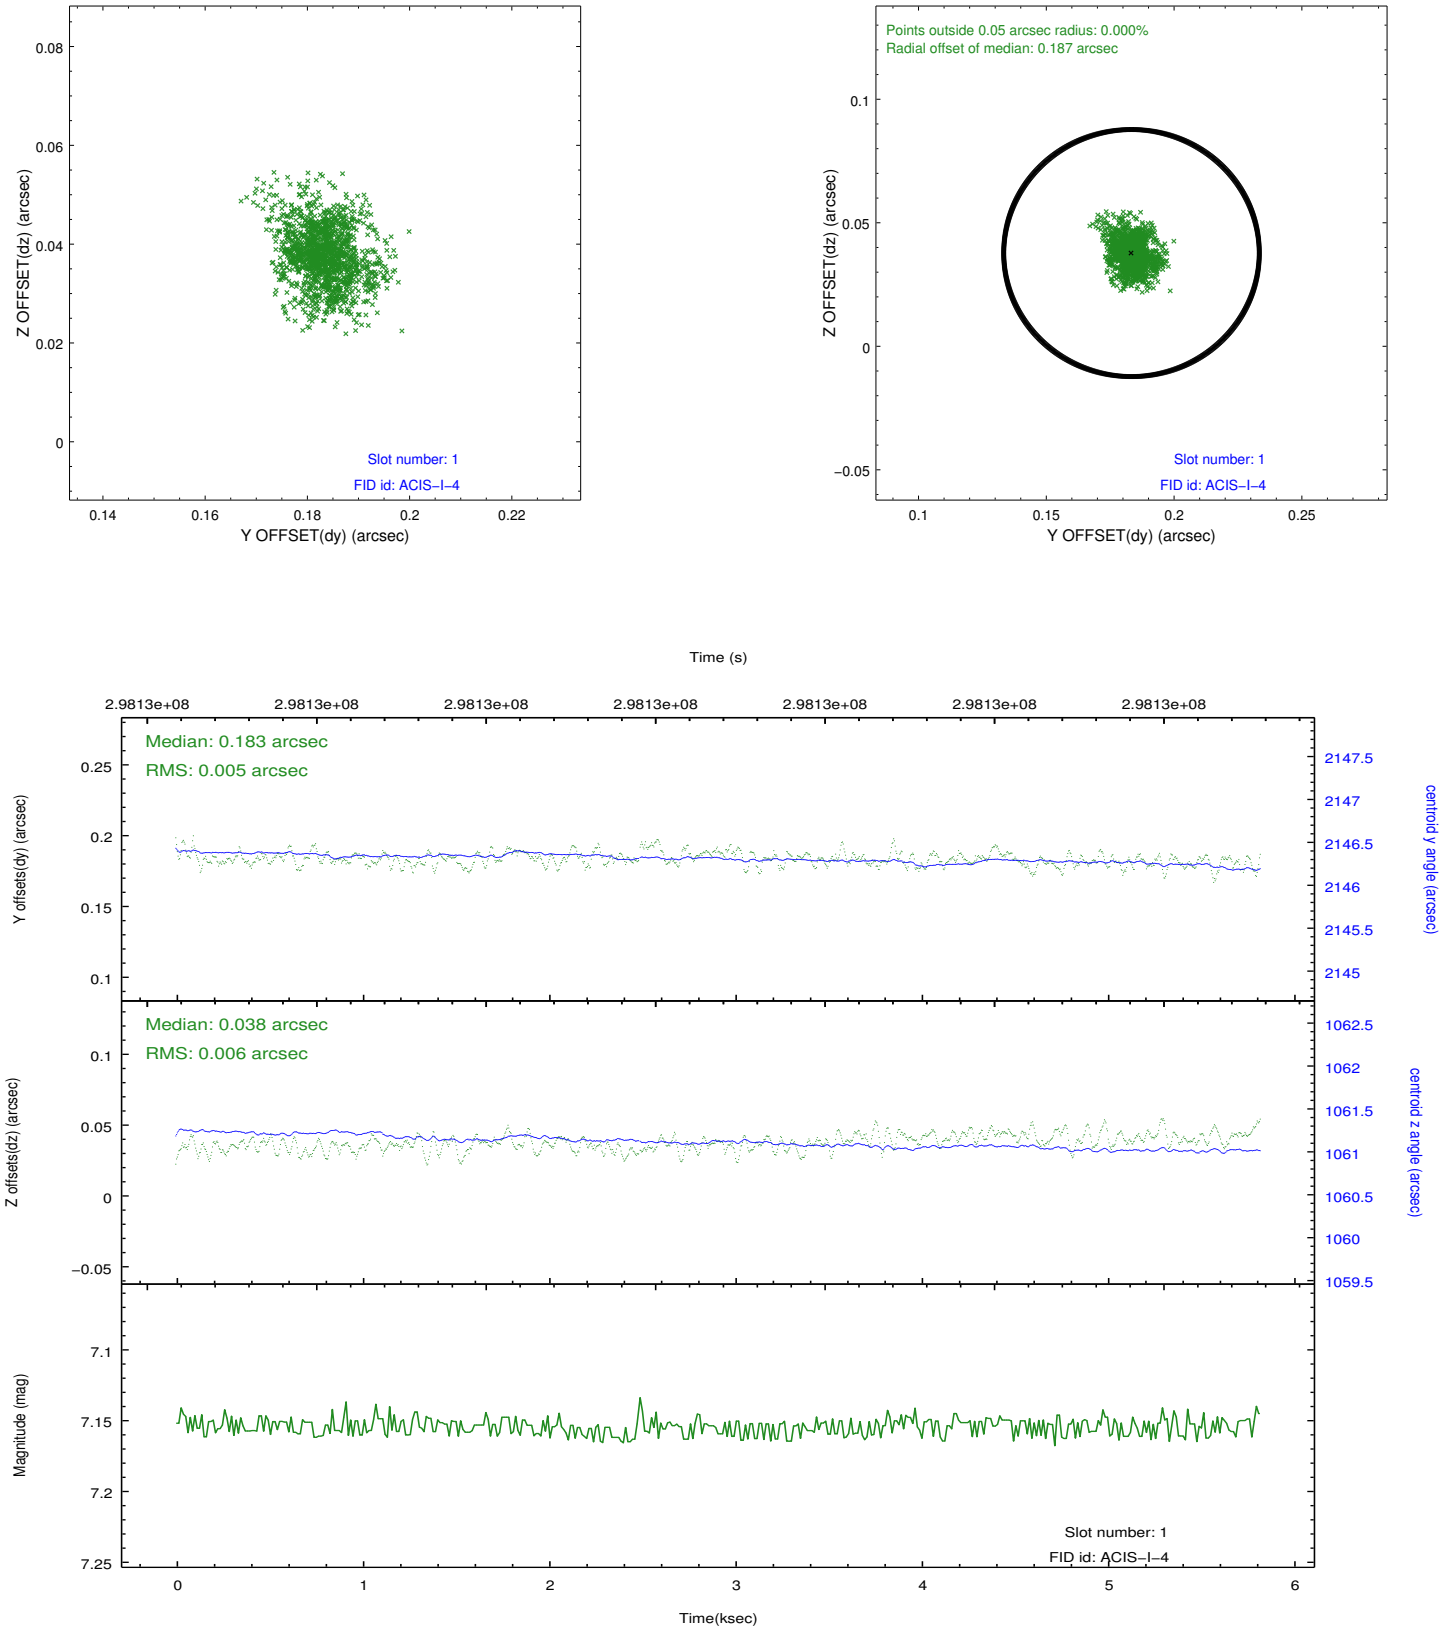 0.08
0.06
0.04
0.02
0
Z OFFSET(dz) (arcsec)
Slot number: 1
FID id: ACIS−I−4
0.14 0.16 0.18 0.2 0.22
Y OFFSET(dy) (arcsec)
Points outside 0.05 arcsec radius: 0.000%
Radial offset of median: 0.187 arcsec
0.1
0.05
0
−0.05
Z OFFSET(dz) (arcsec)
Slot number: 1
FID id: ACIS−I−4
0.1 0.15 0.2 0.25
Y OFFSET(dy) (arcsec)
Time (s)
2.9813e+08 2.9813e+08 2.9813e+08 2.9813e+08 2.9813e+08 2.9813e+08 2.9813e+08
Median: 0.183 arcsec
RMS: 0.005 arcsec
0.25
0.2
0.15
0.1
Y offsets(dy) (arcsec)
2147.5
2147
2146.5
2146
2145.5
2145
centroid y angle (arcsec)
Median: 0.038 arcsec
RMS: 0.006 arcsec
0.1
0.05
0
−0.05
Z offsets(dz) (arcsec)
1062.5
1062
1061.5
1061
1060.5
1060
1059.5
centroid z angle (arcsec)
7.1
7.15
7.2
7.25
Magnitude (mag)
Slot number: 1
FID id: ACIS−I−4
0 1 2 3 4 5 6
Time(ksec)